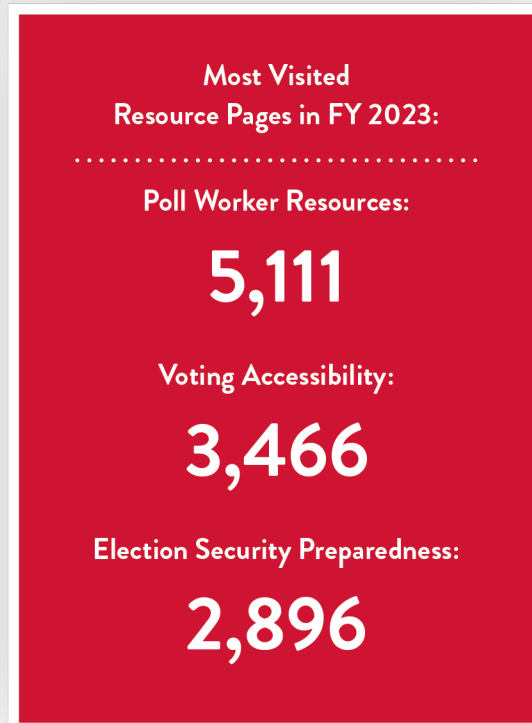 Most Visited
Resource Pages in FY 2023:
Poll Worker Resources:
5,111
Voting Accessibility:
3,466
Election Security Preparedness:
2,896